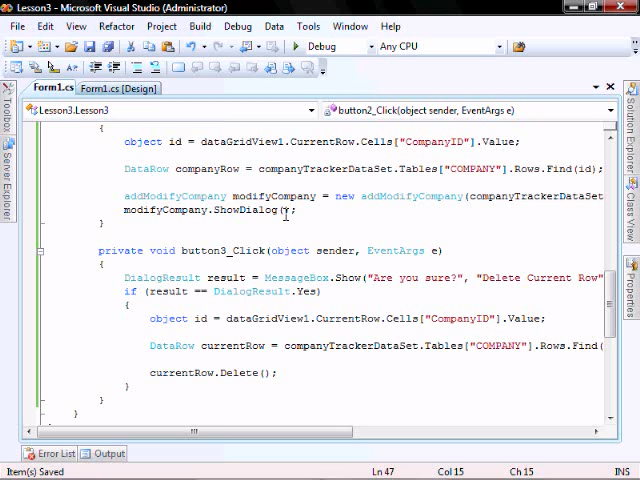 Lesson3 - Microsoft Visual Studio (Administrator)
File Edit View Refactor Project Build Debug Data Tools Window Help
Debug Any CPU
Form1.cs Form1.cs [Design]
Lesson3.Lesson3 button2_Click(object sender, EventArgs e)
{
object id = dataGridView1.CurrentRow.Cells["CompanyID"].Value;
DataRow companyRow = companyTrackerDataSet.Tables["COMPANY"].Rows.Find(id);
addModifyCompany modifyCompany = new addModifyCompany(companyTrackerDataSet
modifyCompany.ShowDialog();
}
private void button3_Click(object sender, EventArgs e)
{
DialogResult result = MessageBox.Show("Are you sure?", "Delete Current Row"
if (result == DialogResult.Yes)
{
object id = dataGridView1.CurrentRow.Cells["CompanyID"].Value;
DataRow currentRow = companyTrackerDataSet.Tables["COMPANY"].Rows.Find(
currentRow.Delete();
}
}
}
Toolbox
Server Explorer
Solution Explorer
Class View
Properties
Error List Output
Item(s) Saved Ln 47 Col 15 Ch 15 INS